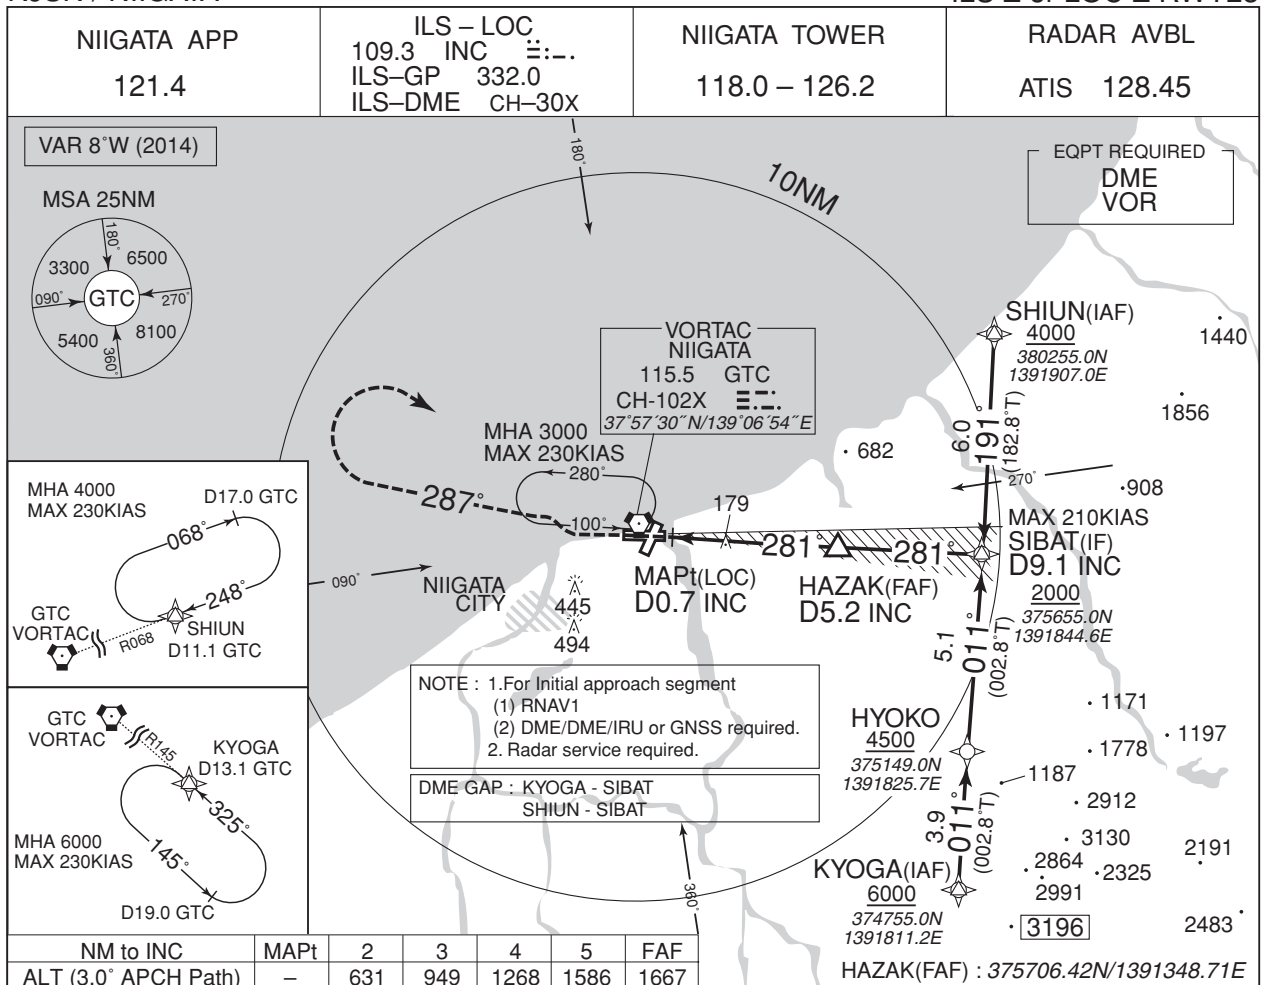 NIIGATA APP
121.4
ILS – LOC
109.3 INC
ILS–GP 332.0
ILS–DME CH–30X
NIIGATA TOWER
118.0 – 126.2
RADAR AVBL
ATIS 128.45
VAR 8°W (2014)
MSA 25NM
180°
3300
6500
090°
GTC
270°
5400
8100
360°
180°
10NM
EQPT REQUIRED
DME
VOR
VORTAC
NIIGATA
115.5 GTC
CH-102X
37°57´30˝N/139°06´54˝E
SHIUN(IAF)
4000
380255.0N
1391907.0E
1440
1856
6.0
191°
(182.8°T)
682
270°
908
MHA 3000
MAX 230KIAS
280°
100°
287°
179
281°
281°
MAX 210KIAS
SIBAT(IF)
D9.1 INC
2000
375655.0N
1391844.6E
MAPt(LOC)
D0.7 INC
HAZAK(FAF)
D5.2 INC
NIIGATA
CITY
445
494
090°
MHA 4000
MAX 230KIAS
D17.0 GTC
068°
248°
GTC
VORTAC
R068
SHIUN
D11.1 GTC
GTC
VORTAC
R145
KYOGA
D13.1 GTC
325°
145°
MHA 6000
MAX 230KIAS
D19.0 GTC
NOTE : 1.For Initial approach segment
(1) RNAV1
(2) DME/DME/IRU or GNSS required.
2. Radar service required.
DME GAP : KYOGA - SIBAT
SHIUN - SIBAT
360°
5.1
011°
(002.8°T)
HYOKO
4500
375149.0N
1391825.7E
3.9
011°
(002.8°T)
KYOGA(IAF)
6000
374755.0N
1391811.2E
1171
1197
1778
1187
2912
3130
2191
2864
2325
2991
3196
2483
HAZAK(FAF) : 375706.42N/1391348.71E
NM to INC MAPt 2 3 4 5 FAF
ALT (3.0° APCH Path) – 631 949 1268 1586 1667